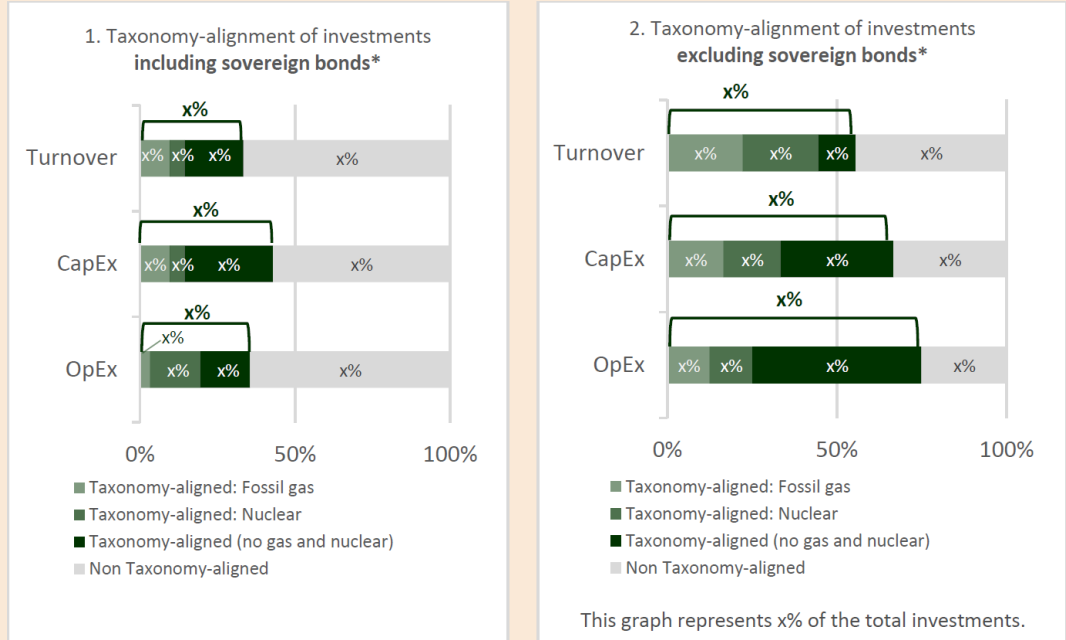 1. Taxonomy-alignment of investments
including sovereign bonds*
x%
Turnover
x% x% x% x%
x%
CapEx
x% x% x% x%
x%
x%
OpEx
x% x% x%
0% 50% 100%
Taxonomy-aligned: Fossil gas
Taxonomy-aligned: Nuclear
Taxonomy-aligned (no gas and nuclear)
Non Taxonomy-aligned
2. Taxonomy-alignment of investments
excluding sovereign bonds*
x%
Turnover
x% x% x% x%
x%
CapEx
x% x% x% x%
x%
OpEx
x% x% x% x%
0% 50% 100%
Taxonomy-aligned: Fossil gas
Taxonomy-aligned: Nuclear
Taxonomy-aligned (no gas and nuclear)
Non Taxonomy-aligned
This graph represents x% of the total investments.